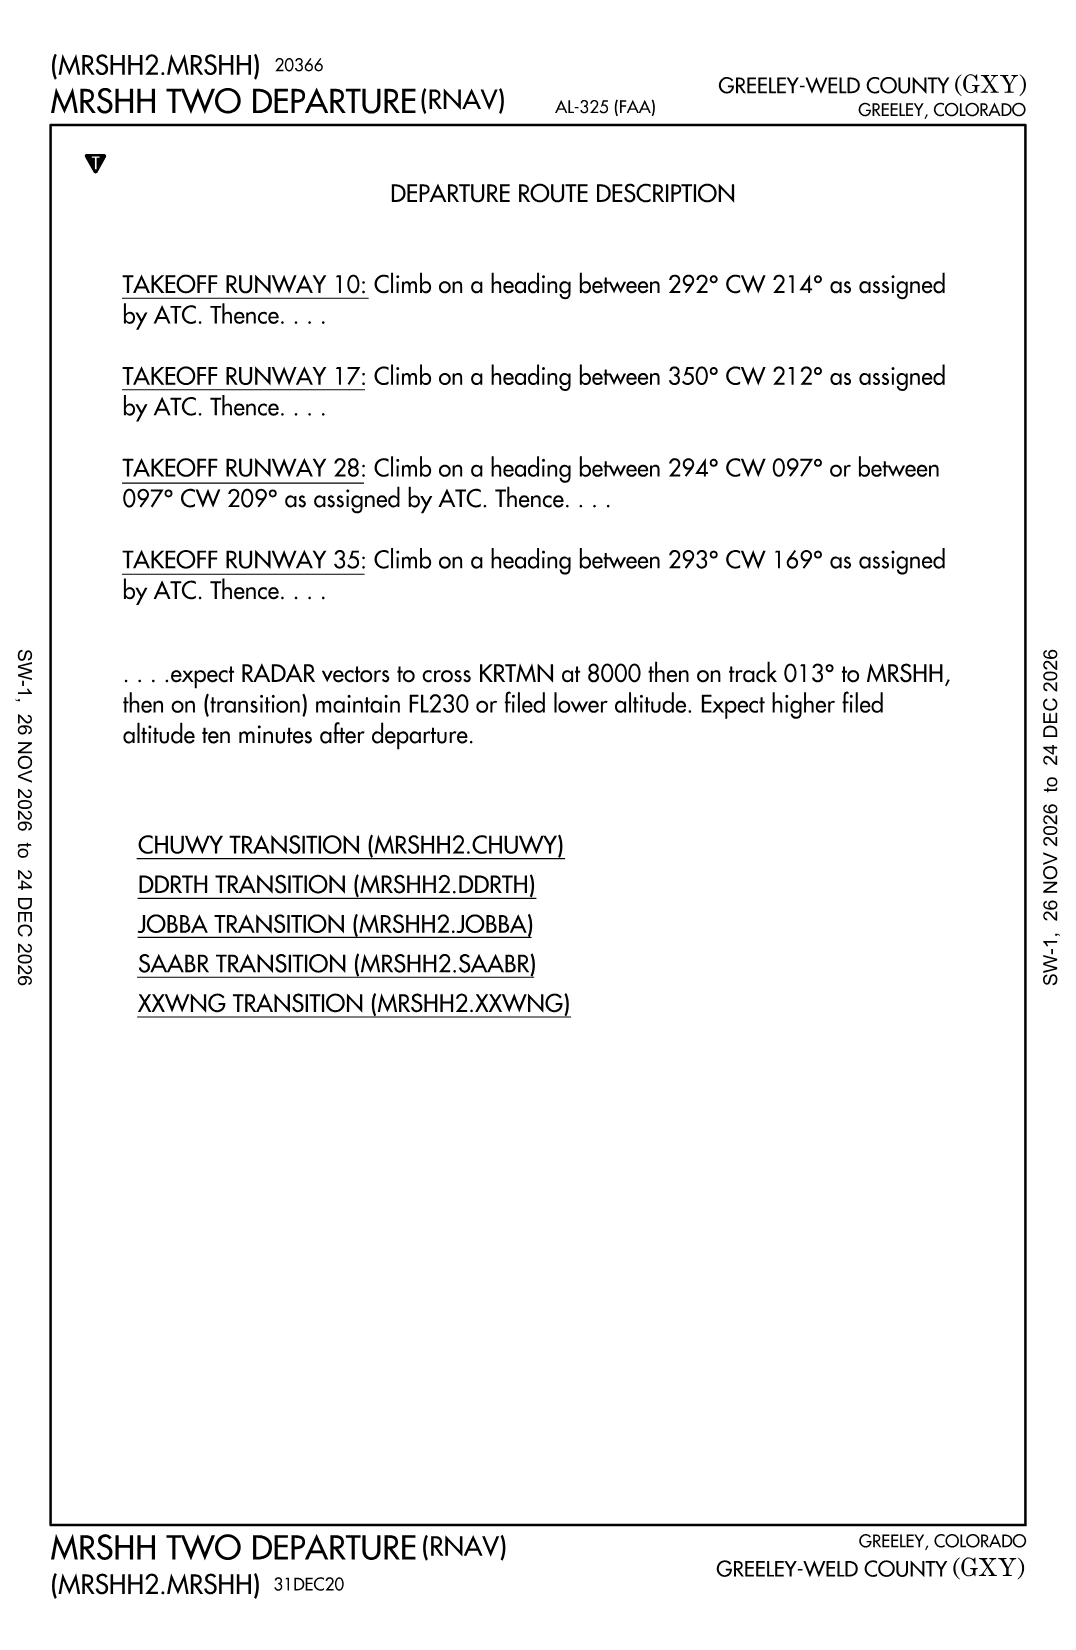 (MRSHH2.MRSHH) 20366
MRSHH TWO DEPARTURE (RNAV)
AL-325 (FAA)
GREELEY-WELD COUNTY (GXY)
GREELEY, COLORADO
T
DEPARTURE ROUTE DESCRIPTION
TAKEOFF RUNWAY 10: Climb on a heading between 292° CW 214° as assigned
by ATC. Thence. . . .
TAKEOFF RUNWAY 17: Climb on a heading between 350° CW 212° as assigned
by ATC. Thence. . . .
TAKEOFF RUNWAY 28: Climb on a heading between 294° CW 097° or between
097° CW 209° as assigned by ATC. Thence. . . .
TAKEOFF RUNWAY 35: Climb on a heading between 293° CW 169° as assigned
by ATC. Thence. . . .
. . . .expect RADAR vectors to cross KRTMN at 8000 then on track 013° to MRSHH,
then on (transition) maintain FL230 or filed lower altitude. Expect higher filed
altitude ten minutes after departure.
CHUWY TRANSITION (MRSHH2.CHUWY)
DDRTH TRANSITION (MRSHH2.DDRTH)
JOBBA TRANSITION (MRSHH2.JOBBA)
SAABR TRANSITION (MRSHH2.SAABR)
XXWNG TRANSITION (MRSHH2.XXWNG)
SW-1, 26 NOV 2026 to 24 DEC 2026
SW-1, 26 NOV 2026 to 24 DEC 2026
MRSHH TWO DEPARTURE (RNAV)
(MRSHH2.MRSHH) 31DEC20
GREELEY, COLORADO
GREELEY-WELD COUNTY (GXY)